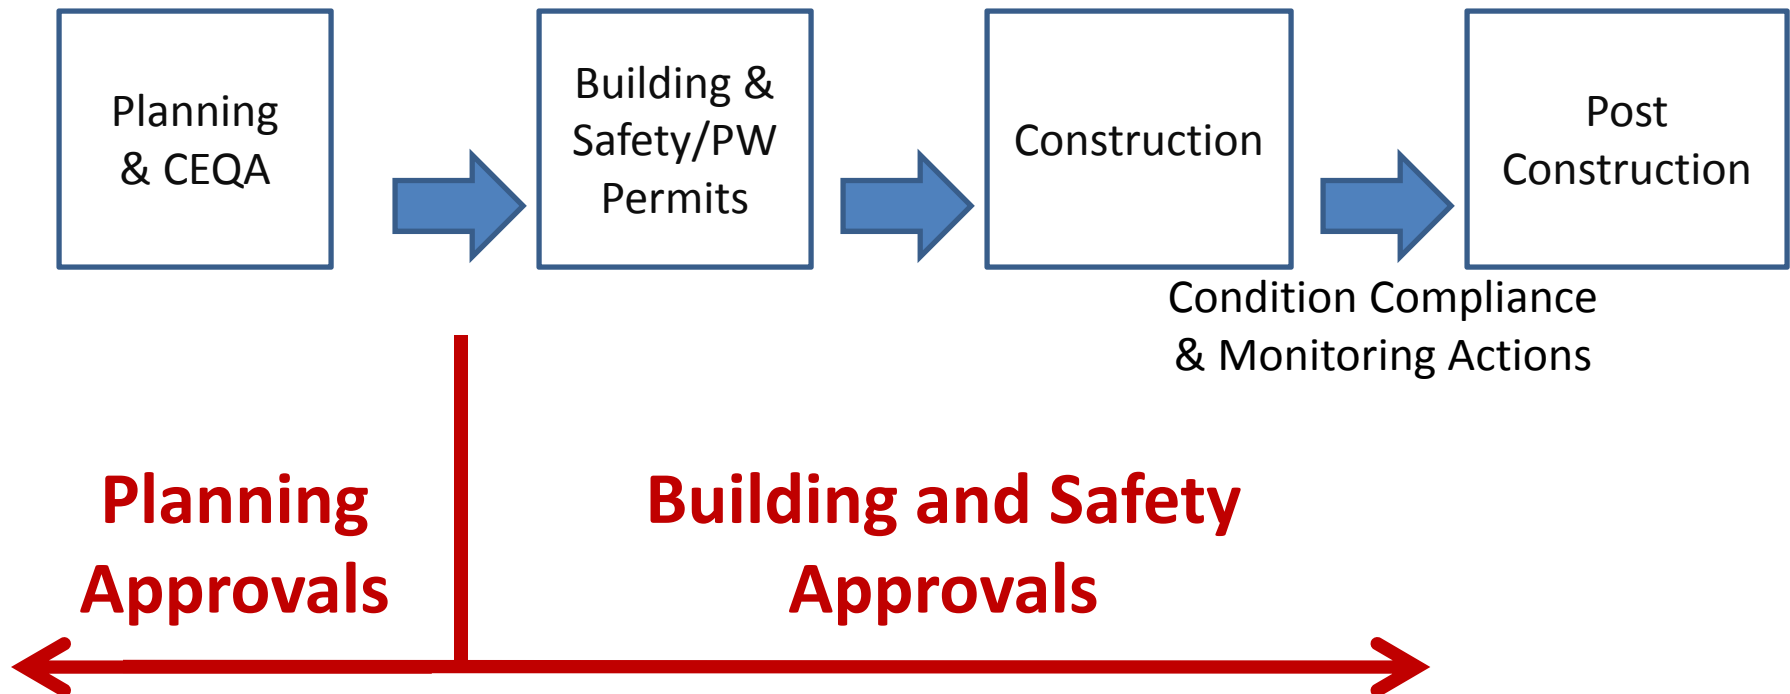 Planning
& CEQA
Building &
Safety/PW
Permits
Construction
Post
Construction
Condition Compliance
& Monitoring Actions
Planning
Approvals
Building and Safety
Approvals